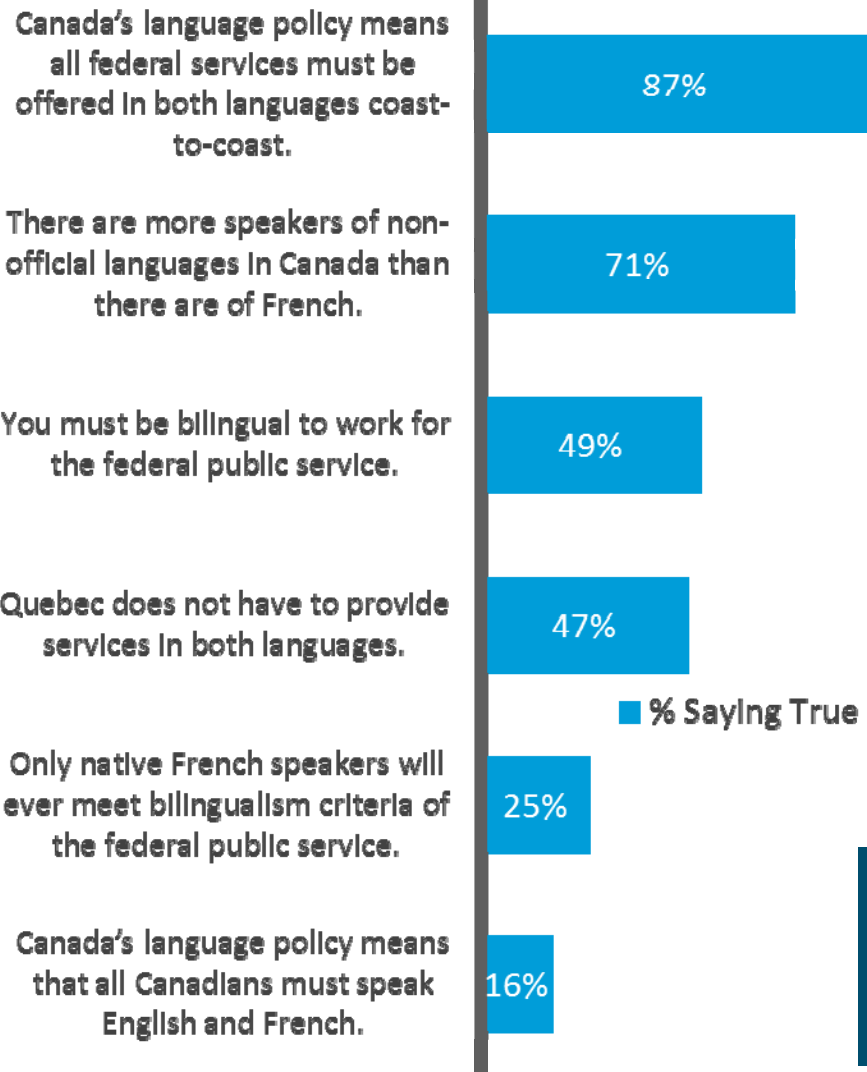 Canada's language policy means
all federal services must be
offered in both languages coast-
to-coast.
87%
There are more speakers of non-
official languages in Canada than
there are of French.
71%
You must be bilingual to work for
the federal public service.
49%
Quebec does not have to provide
services in both languages.
47%
% Saying True
Only native French speakers will
ever meet bilingualism criteria of
the federal public service.
25%
Canada's language policy means
that all Canadians must speak
English and French.
16%